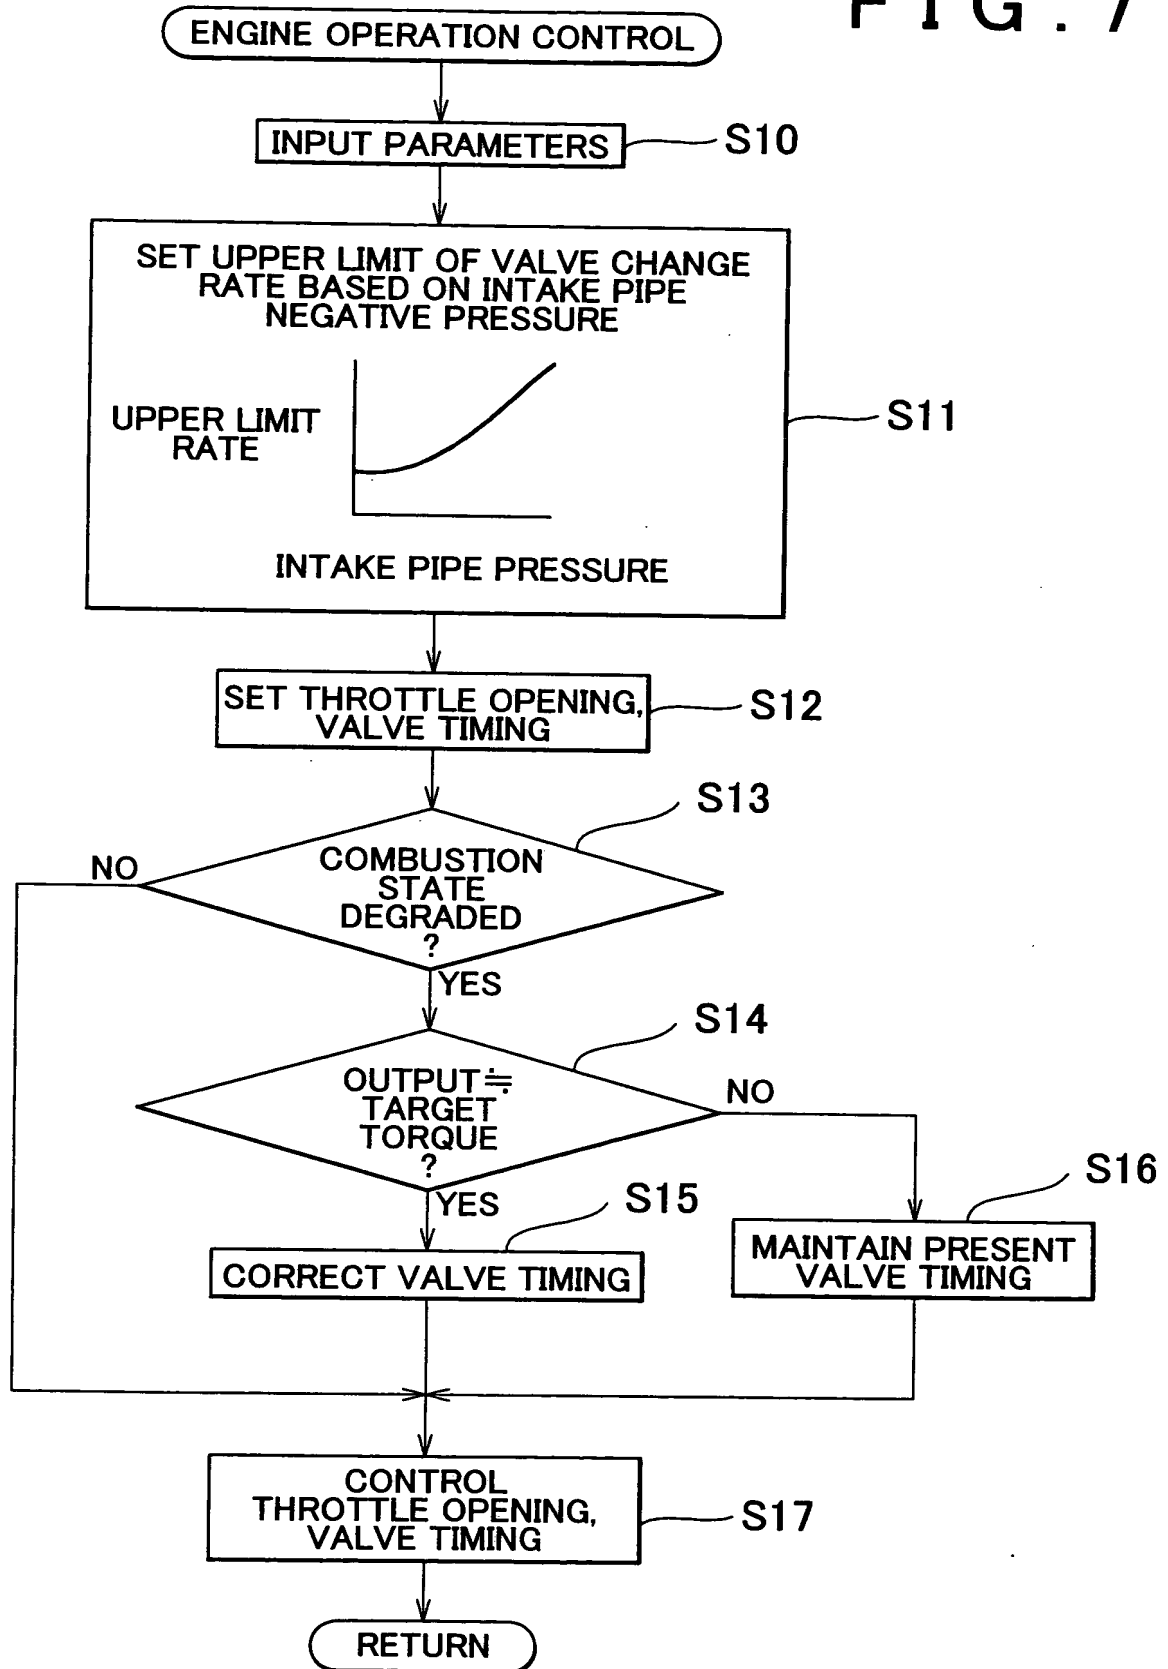 FIG. 7
ENGINE OPERATION CONTROL
INPUT PARAMETERS
S10
SET UPPER LIMIT OF VALVE CHANGE
RATE BASED ON INTAKE PIPE
NEGATIVE PRESSURE
UPPER LIMIT
RATE
S11
INTAKE PIPE PRESSURE
SET THROTTLE OPENING,
VALVE TIMING
S12
S13
NO
COMBUSTION
STATE
DEGRADED
?
YES
S14
OUTPUT≒
TARGET
TORQUE
?
NO
YES
S15
S16
CORRECT VALVE TIMING
MAINTAIN PRESENT
VALVE TIMING
CONTROL
THROTTLE OPENING,
VALVE TIMING
S17
RETURN